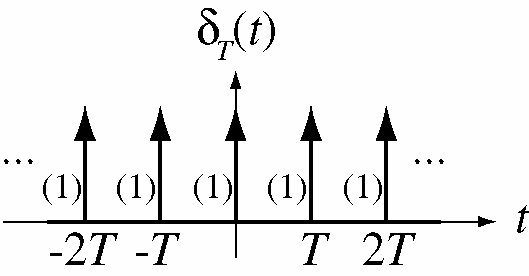 δ_T(t)
... ...
(1) (1) (1) (1) (1)
t
-2T -T T 2T